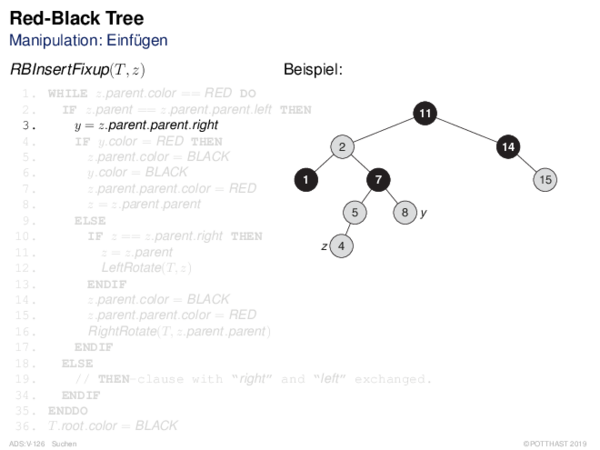 Red-Black Tree
Manipulation: Einfügen
RBInsertFixup(T, z)
1. WHILE z.parent.color == RED DO
2. IF z.parent == z.parent.parent.left THEN
3. y = z.parent.parent.right
4. IF y.color = RED THEN
5. z.parent.color = BLACK
6. y.color = BLACK
7. z.parent.parent.color = RED
8. z = z.parent.parent
9. ELSE
10. IF z == z.parent.right THEN
11. z = z.parent
12. LeftRotate(T, z)
13. ENDIF
14. z.parent.color = BLACK
15. z.parent.parent.color = RED
16. RightRotate(T, z.parent.parent)
17. ENDIF
18. ELSE
19. // THEN-clause with "right" and "left" exchanged.
34. ENDIF
35. ENDDO
36. T.root.color = BLACK
Beispiel:
11
2
14
1
7
15
5
8 y
z 4
ADS:V-126 Suchen
© POTTHAST 2019